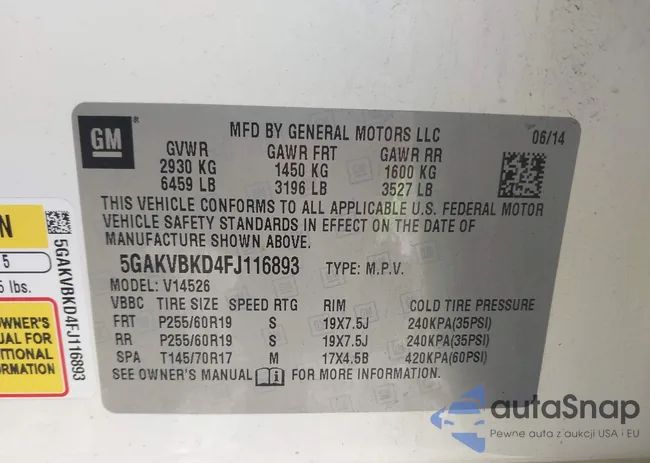 GM
MFD BY GENERAL MOTORS LLC 06/14
GVWR GAWR FRT GAWR RR
2930 KG 1450 KG 1600 KG
6459 LB 3196 LB 3527 LB
THIS VEHICLE CONFORMS TO ALL APPLICABLE U.S. FEDERAL MOTOR
VEHICLE SAFETY STANDARDS IN EFFECT ON THE DATE OF
MANUFACTURE SHOWN ABOVE.
5GAKVBKD4FJ116893 TYPE: M.P.V.
MODEL: V14526
VBBC TIRE SIZE SPEED RTG RIM COLD TIRE PRESSURE
FRT P255/60R19 S 19X7.5J 240KPA(35PSI)
RR P255/60R19 S 19X7.5J 240KPA(35PSI)
SPA T145/70R17 M 17X4.5B 420KPA(60PSI)
SEE OWNER'S MANUAL FOR MORE INFORMATION.
N
5
lbs.
OWNER'S
FOR
5GAKVBKD4FJ116893
autaSnap
Pewne auta z aukcji USA i EU